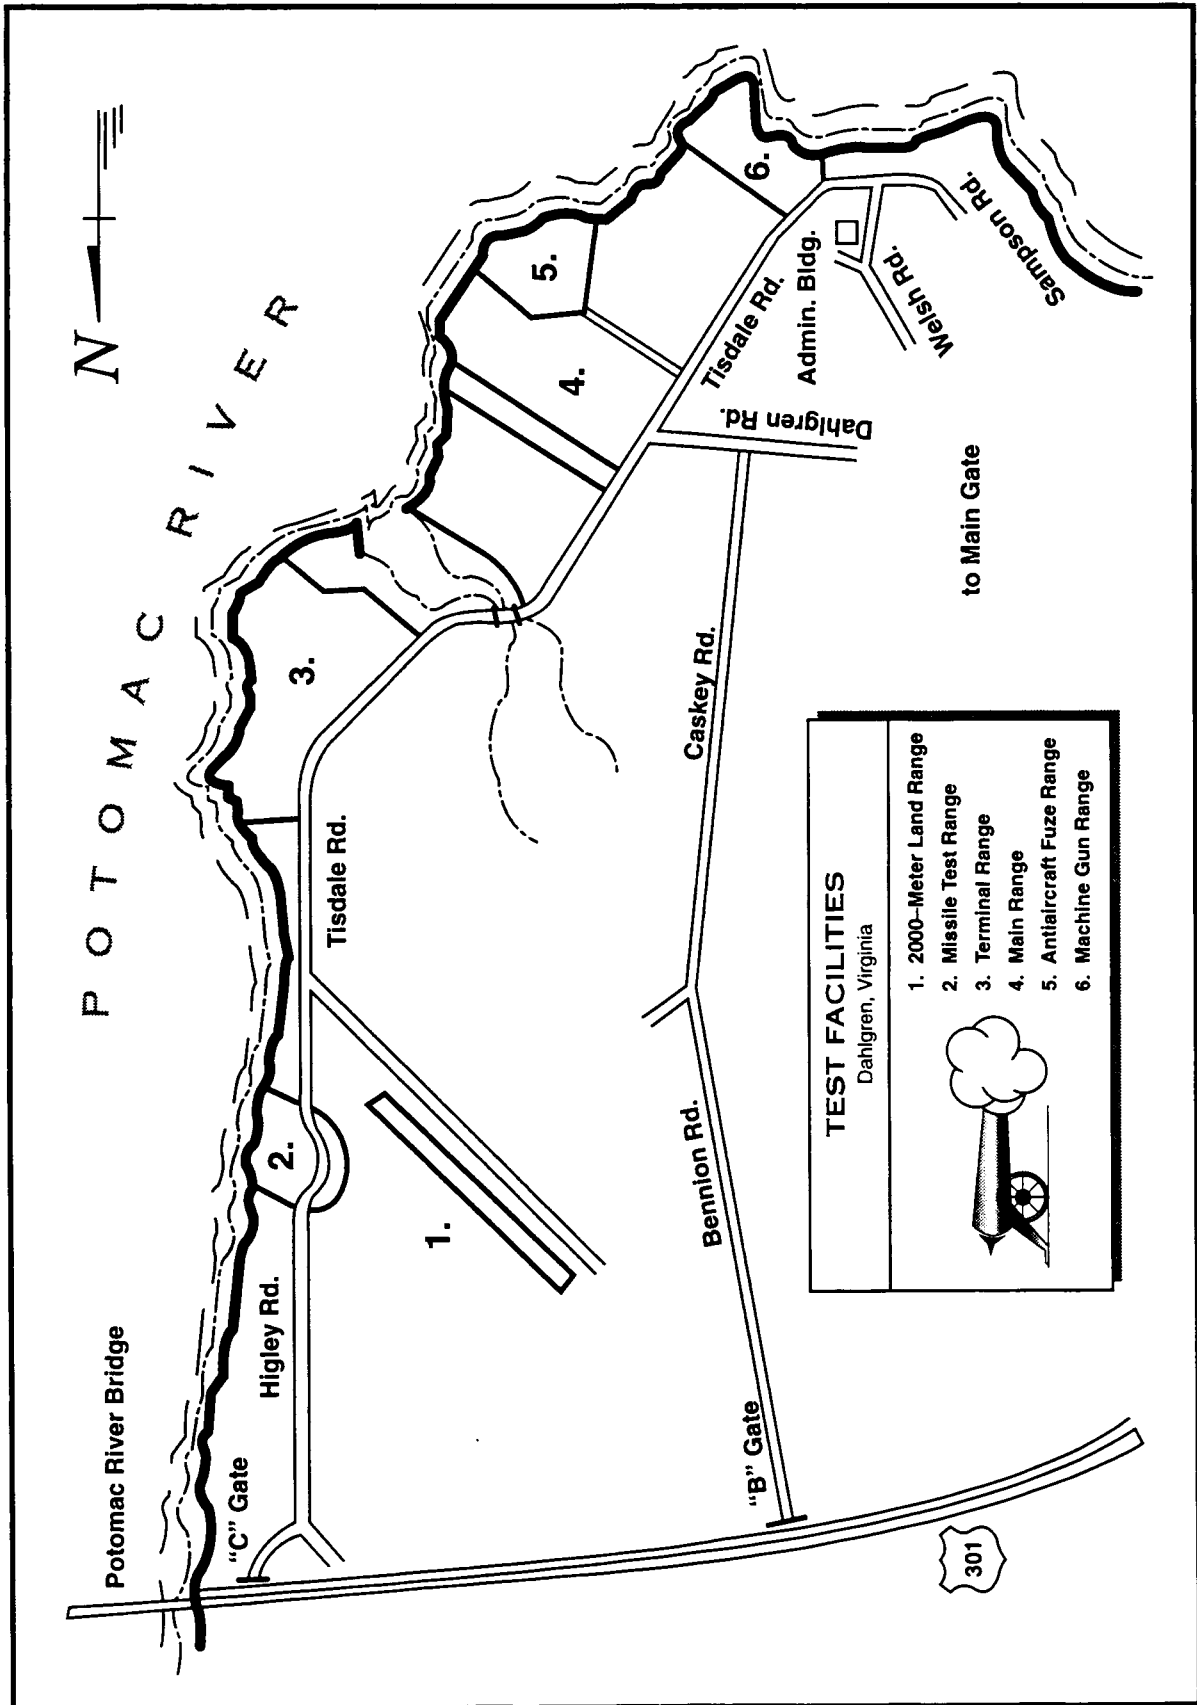 Potomac River Bridge
POTOMAC RIVER
N
"C" Gate
Higley Rd.
2.
Tisdale Rd.
3.
1.
4.
5.
6.
Tisdale Rd.
Admin. Bldg.
Dahlgren Rd.
Welsh Rd.
Sampson Rd.
"B" Gate
Bennion Rd.
Caskey Rd.
to Main Gate
301
TEST FACILITIES
Dahlgren, Virginia
1. 2000–Meter Land Range
2. Missile Test Range
3. Terminal Range
4. Main Range
5. Antiaircraft Fuze Range
6. Machine Gun Range